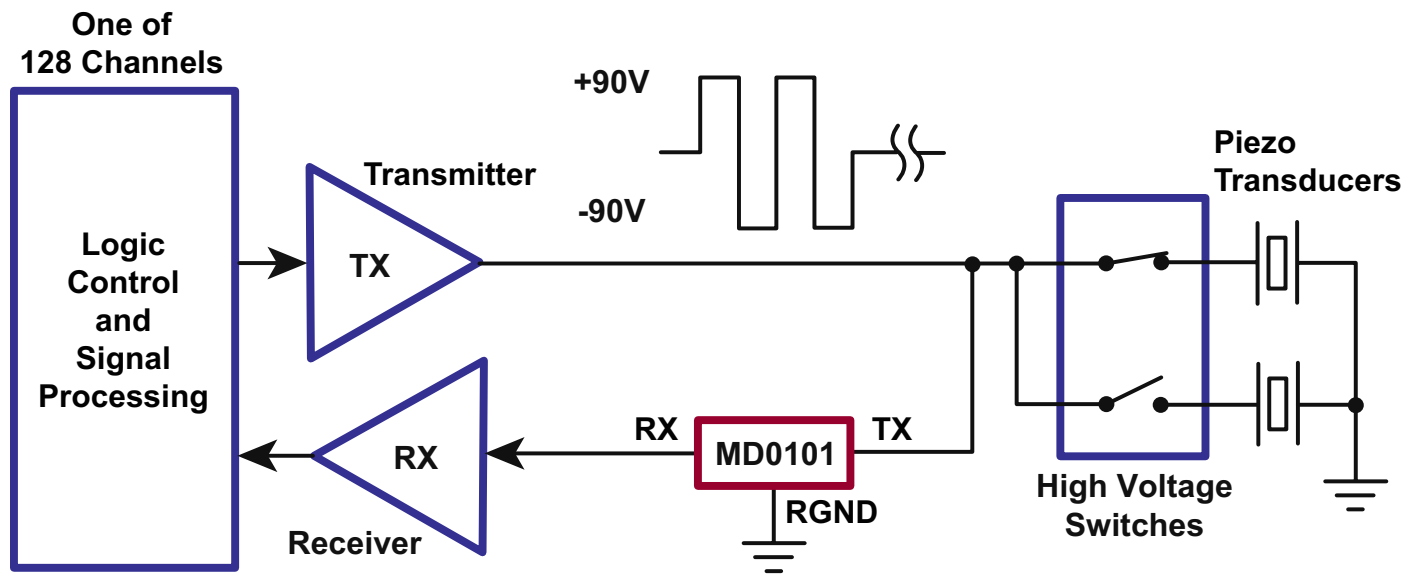 One of
128 Channels
Logic
Control
and
Signal
Processing
Transmitter
TX
+90V
-90V
Piezo
Transducers
RX
Receiver
RX
MD0101
TX
RGND
High Voltage
Switches